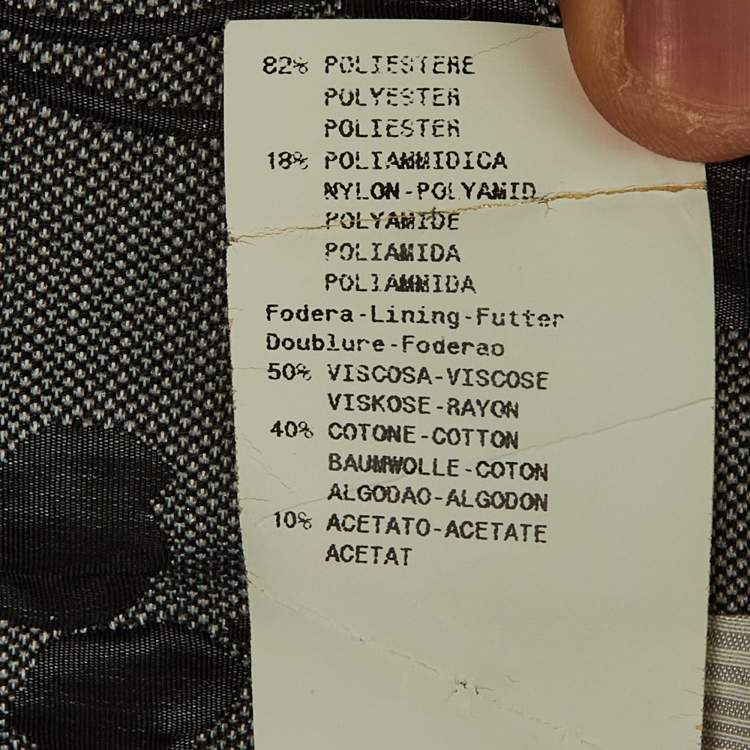 82% POLIESTERE
POLYESTER
POLIESTER
18% POLIAMMIDICA
NYLON-POLYAMID
POLYAMIDE
POLIAMIDA
POLIAMMIDA
Fodera-Lining-Futter
Doublure-Foderao
50% VISCOSA-VISCOSE
VISKOSE-RAYON
40% COTONE-COTTON
BAUMWOLLE-COTON
ALGODAO-ALGODON
10% ACETATO-ACETATE
ACETAT